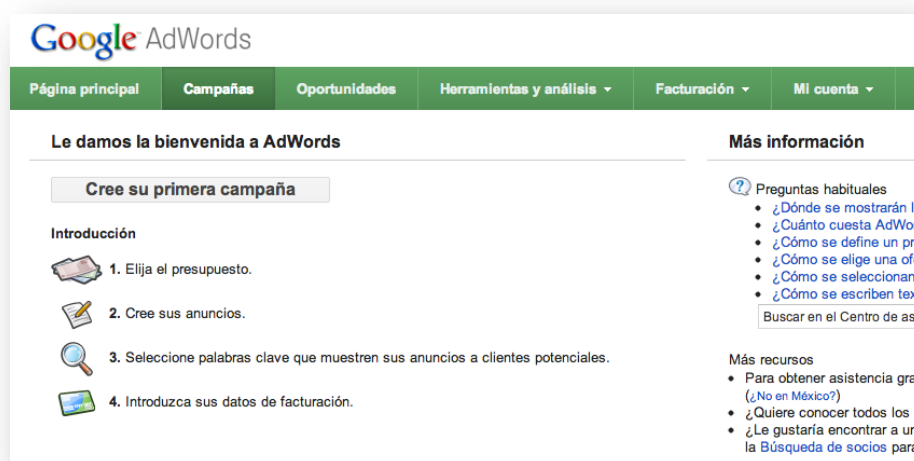 Google AdWords
Página principal Campañas Oportunidades Herramientas y análisis Facturación Mi cuenta
Le damos la bienvenida a AdWords
Cree su primera campaña
Introducción
1. Elija el presupuesto.
2. Cree sus anuncios.
3. Seleccione palabras clave que muestren sus anuncios a clientes potenciales.
4. Introduzca sus datos de facturación.
Más información
Preguntas habituales
¿Dónde se mostrarán
¿Cuánto cuesta
¿Cómo se define un
¿Cómo se elige una
¿Cómo se seleccionan
¿Cómo se escriben
Buscar en el Centro de
Más recursos
Para obtener asistencia
(¿No en México?)
¿Quiere conocer todos los
¿Le gustaría encontrar a
la Búsqueda de socios